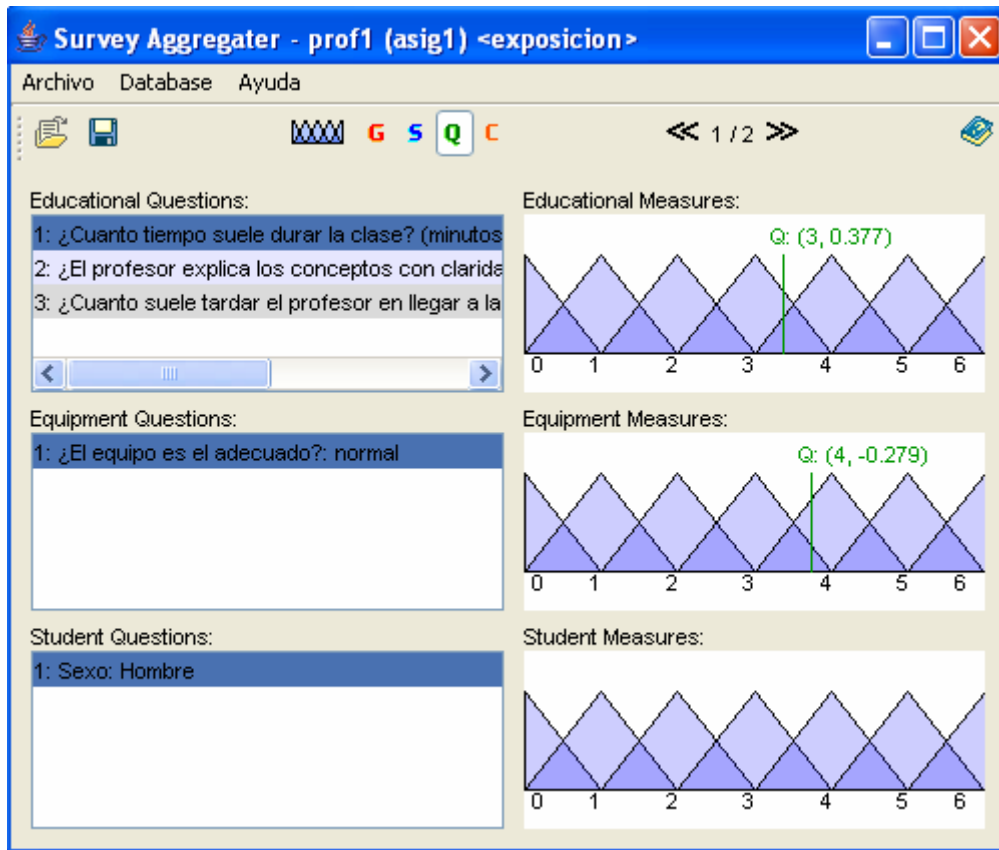 Survey Aggregater - prof1 (asig1) <exposicion>
Archivo Database Ayuda
G S Q C << 1 / 2 >>
Educational Questions:
1: ¿Cuanto tiempo suele durar la clase? (minutos
2: ¿El profesor explica los conceptos con clarida
3: ¿Cuanto suele tardar el profesor en llegar a la
Educational Measures:
Q: (3, 0.377)
0 1 2 3 4 5 6
Equipment Questions:
1: ¿El equipo es el adecuado?: normal
Equipment Measures:
Q: (4, -0.279)
0 1 2 3 4 5 6
Student Questions:
1: Sexo: Hombre
Student Measures:
0 1 2 3 4 5 6